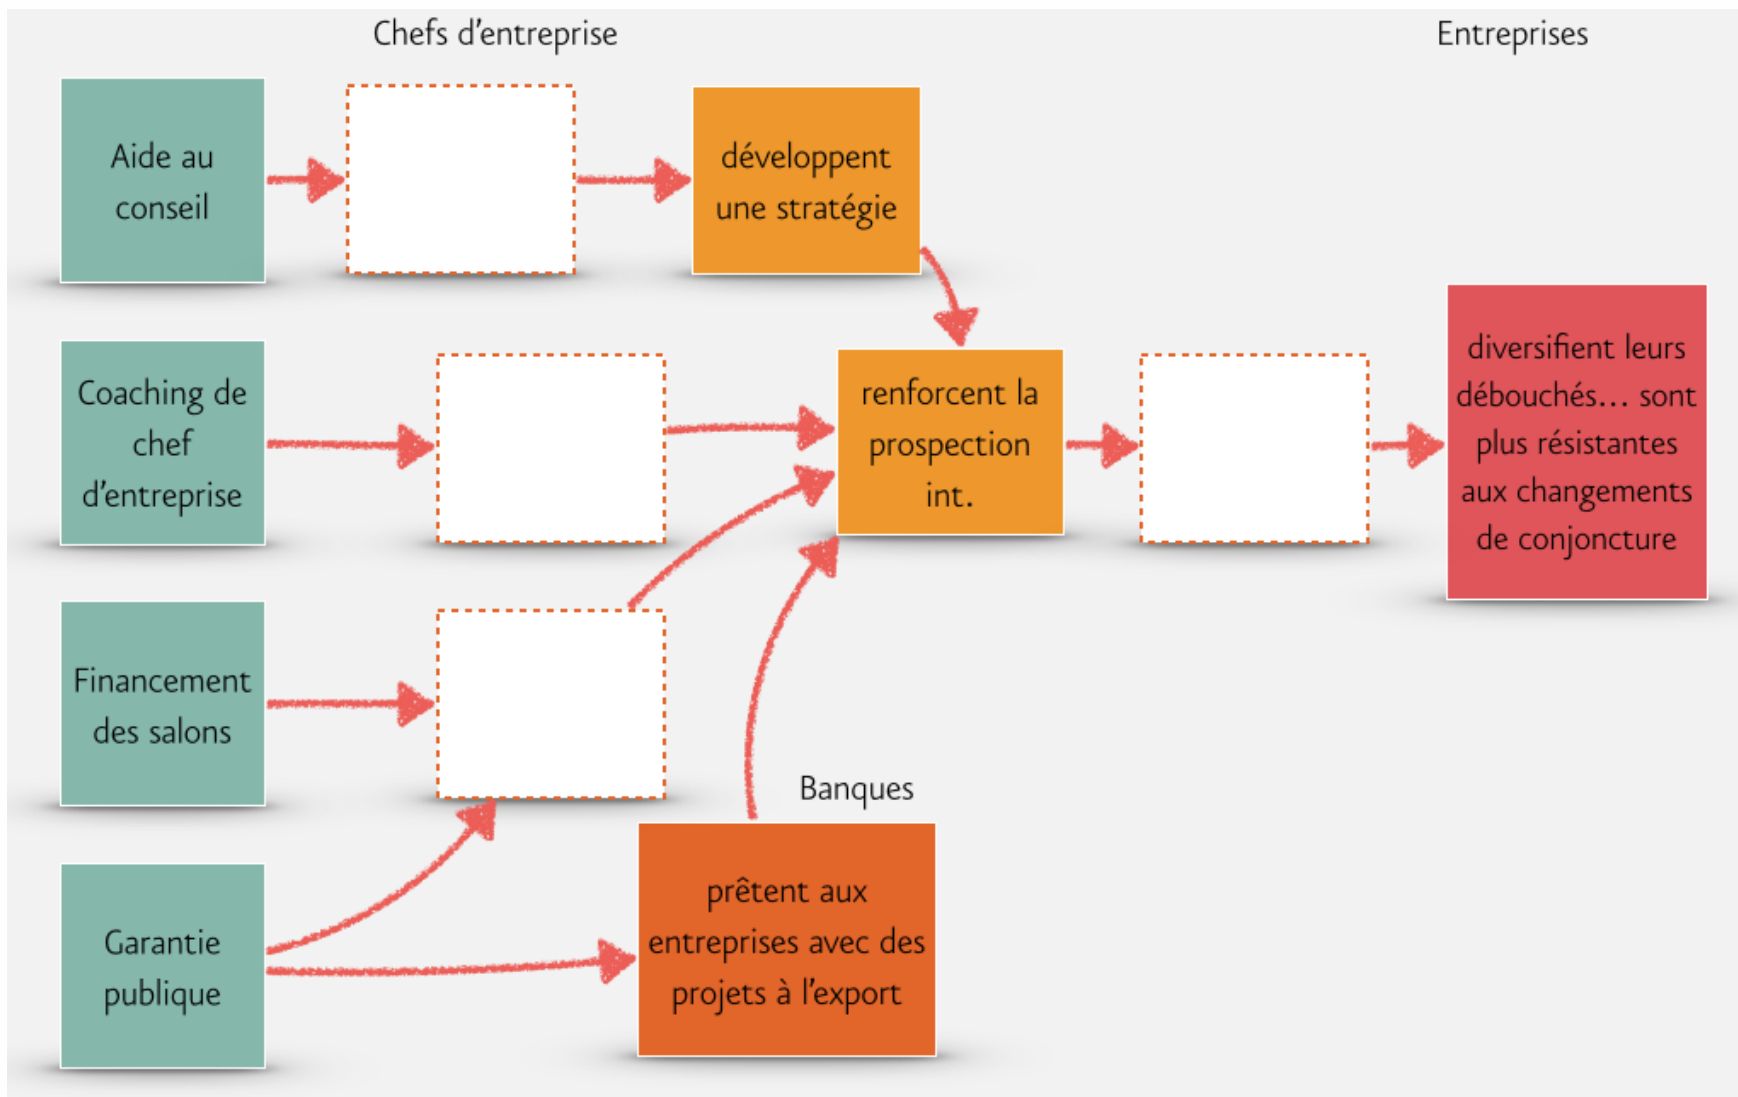 Chefs d'entreprise
Entreprises
Aide au
conseil
développent
une stratégie
Coaching de
chef
d'entreprise
renforcent la
prospection
int.
diversifient leurs
débouchés... sont
plus résistantes
aux changements
de conjoncture
Financement
des salons
Banques
Garantie
publique
prêtent aux
entreprises avec des
projets à l'export